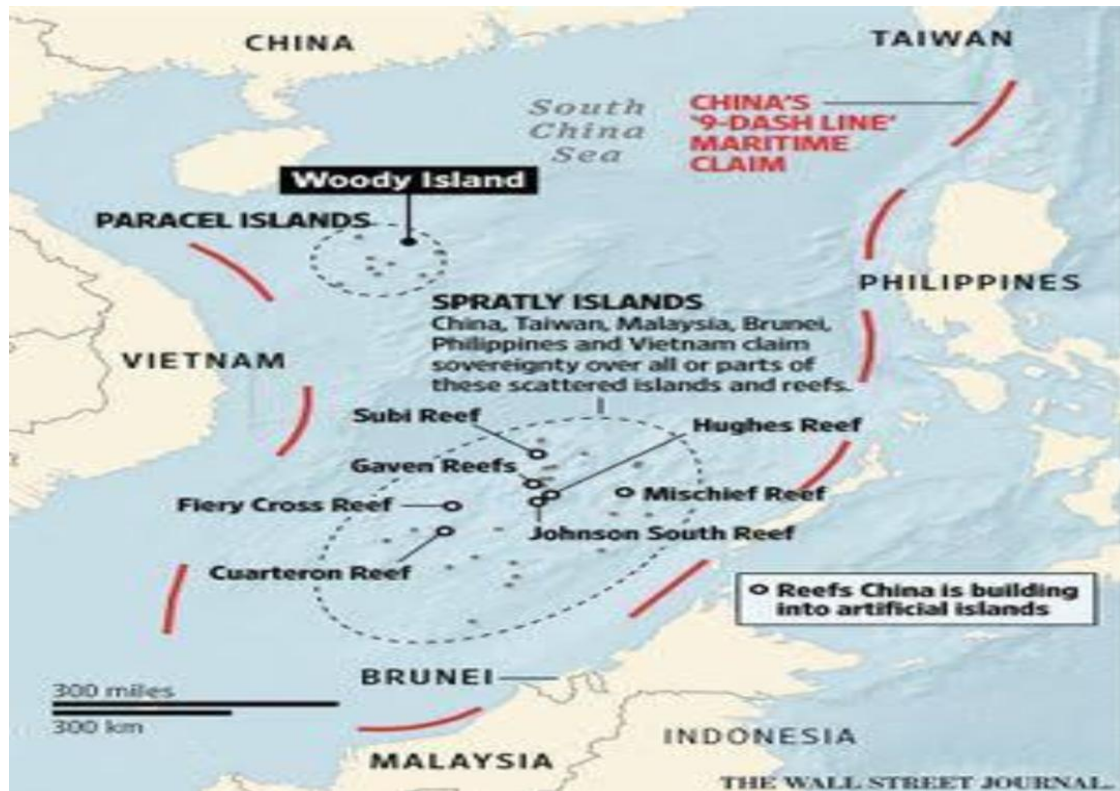 CHINA
TAIWAN
South
China
Sea
CHINA'S
'9-DASH LINE'
MARITIME
CLAIM
Woody Island
PARACEL ISLANDS
PHILIPPINES
SPRATLY ISLANDS
China, Taiwan, Malaysia, Brunei,
Philippines and Vietnam claim
sovereignty over all or parts of
these scattered islands and reefs.
VIETNAM
Subi Reef
Hughes Reef
Gaven Reefs
Fiery Cross Reef
Mischief Reef
Johnson South Reef
Cuarteron Reef
Reefs China is building
into artificial islands
BRUNEI
300 miles
300 km
MALAYSIA
INDONESIA
THE WALL STREET JOURNAL.